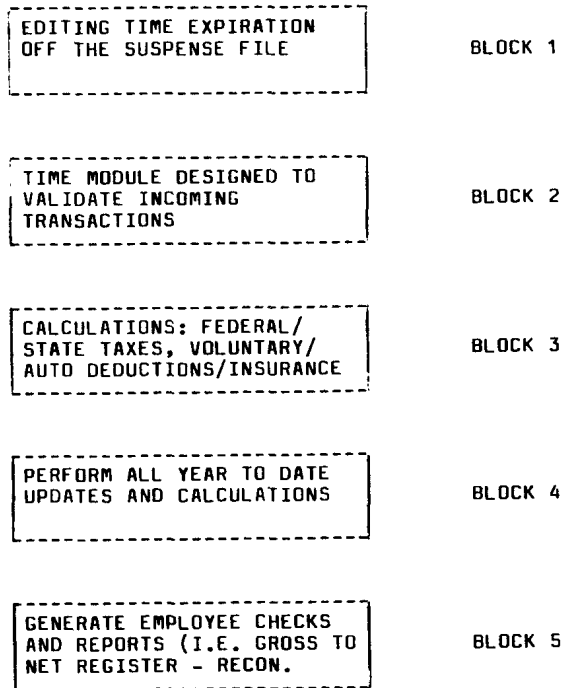 EDITING TIME EXPIRATION
OFF THE SUSPENSE FILE
BLOCK 1
TIME MODULE DESIGNED TO
VALIDATE INCOMING
TRANSACTIONS
BLOCK 2
CALCULATIONS: FEDERAL/
STATE TAXES, VOLUNTARY/
AUTO DEDUCTIONS/INSURANCE
BLOCK 3
PERFORM ALL YEAR TO DATE
UPDATES AND CALCULATIONS
BLOCK 4
GENERATE EMPLOYEE CHECKS
AND REPORTS (I.E. GROSS TO
NET REGISTER - RECON.
BLOCK 5